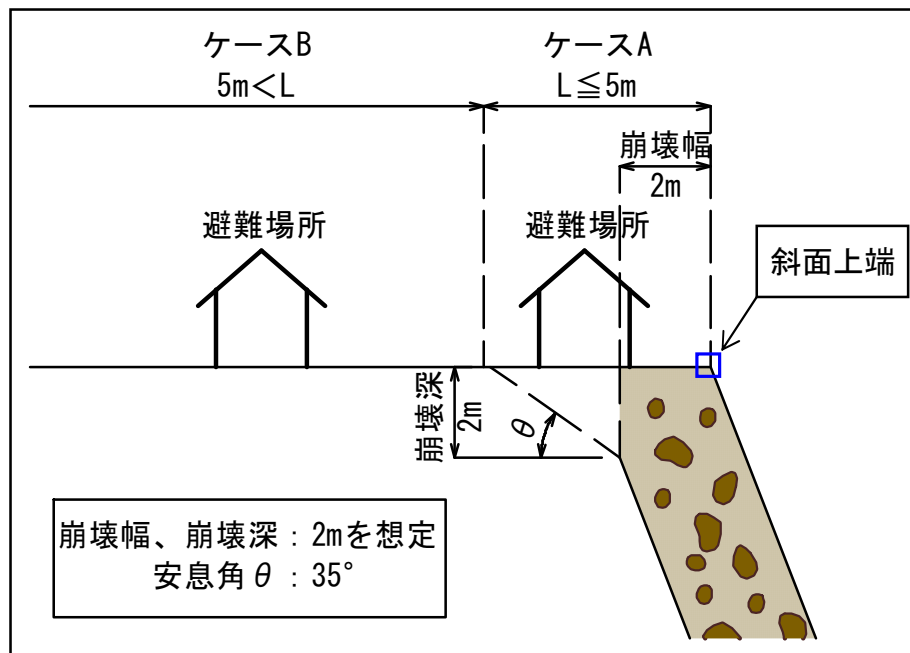 ケースB
5m<L
ケースA
L≦5m
崩壊幅
2m
避難場所
避難場所
斜面上端
崩壊深
2m
θ
崩壊幅、崩壊深：2mを想定
安息角θ：35°